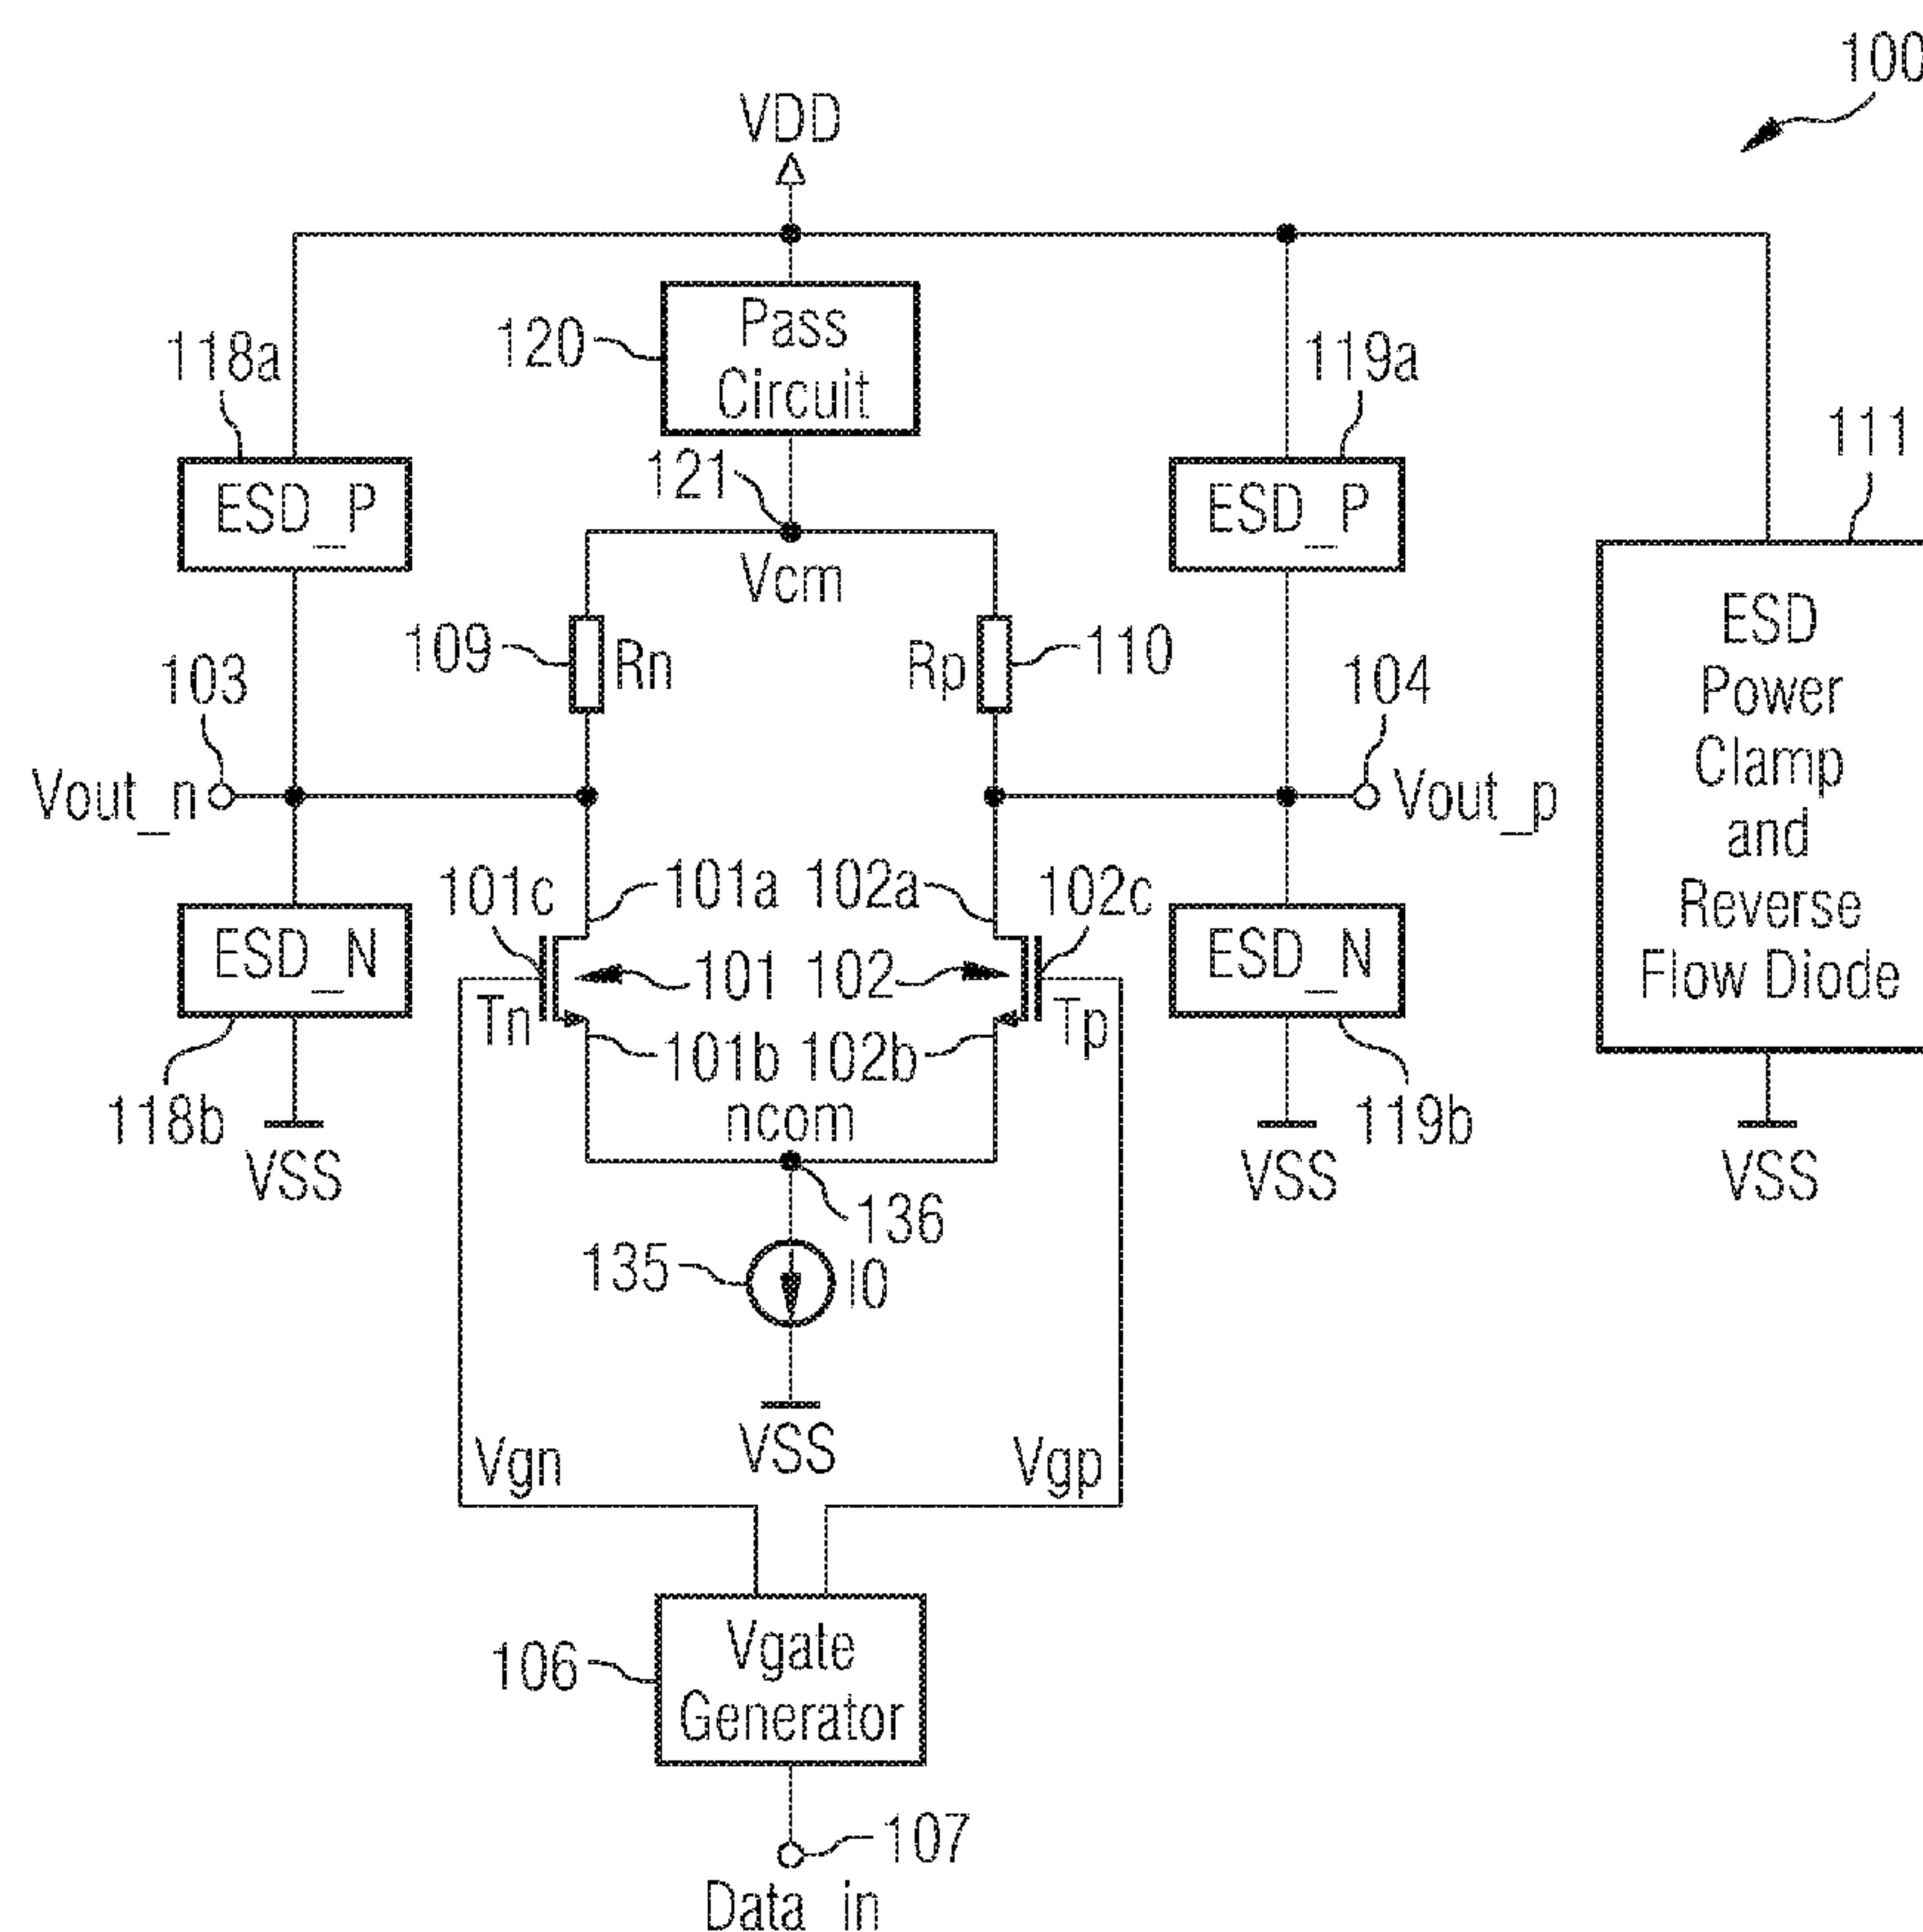 100
VDD
120
Pass
Circuit
118a
119a
111
121
ESD_P
ESD_P
Vcm
ESD
Power
Clamp
and
Reverse
Flow Diode
109
Rn
Rp
110
103
104
Vout_n
Vout_p
101c
101a
102a
102c
ESD_N
101
102
ESD_N
Tn
Tp
101b
102b
118b
ncom
119b
VSS
VSS
VSS
136
135
I0
VSS
Vgn
Vgp
106
Vgate
Generator
107
Data_in